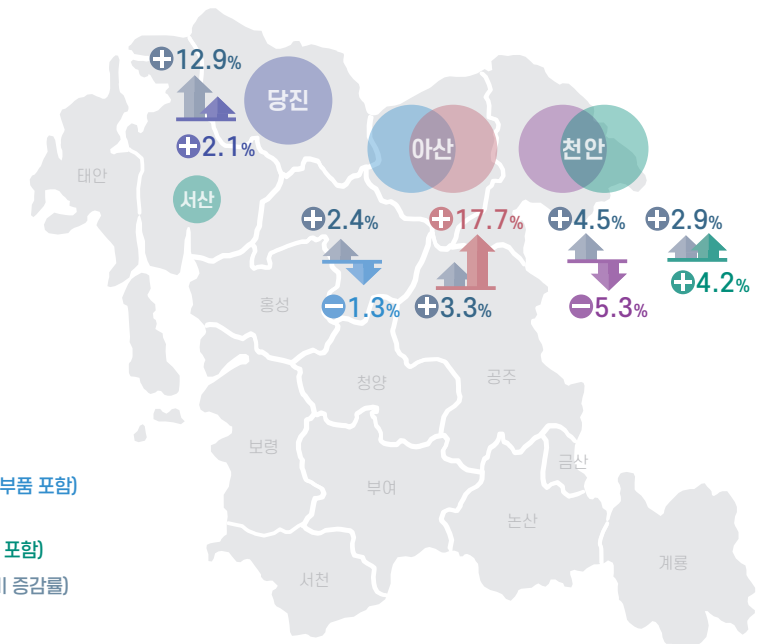 +12.9%
당진
+2.1%
아산
천안
태안
서산
+2.4%
+17.7%
+4.5%
+2.9%
+4.2%
-1.3%
+3.3%
-5.3%
홍성
청양
공주
보령
금산
부품 포함)
부여
논산
포함)
계룡
서천
증감률)